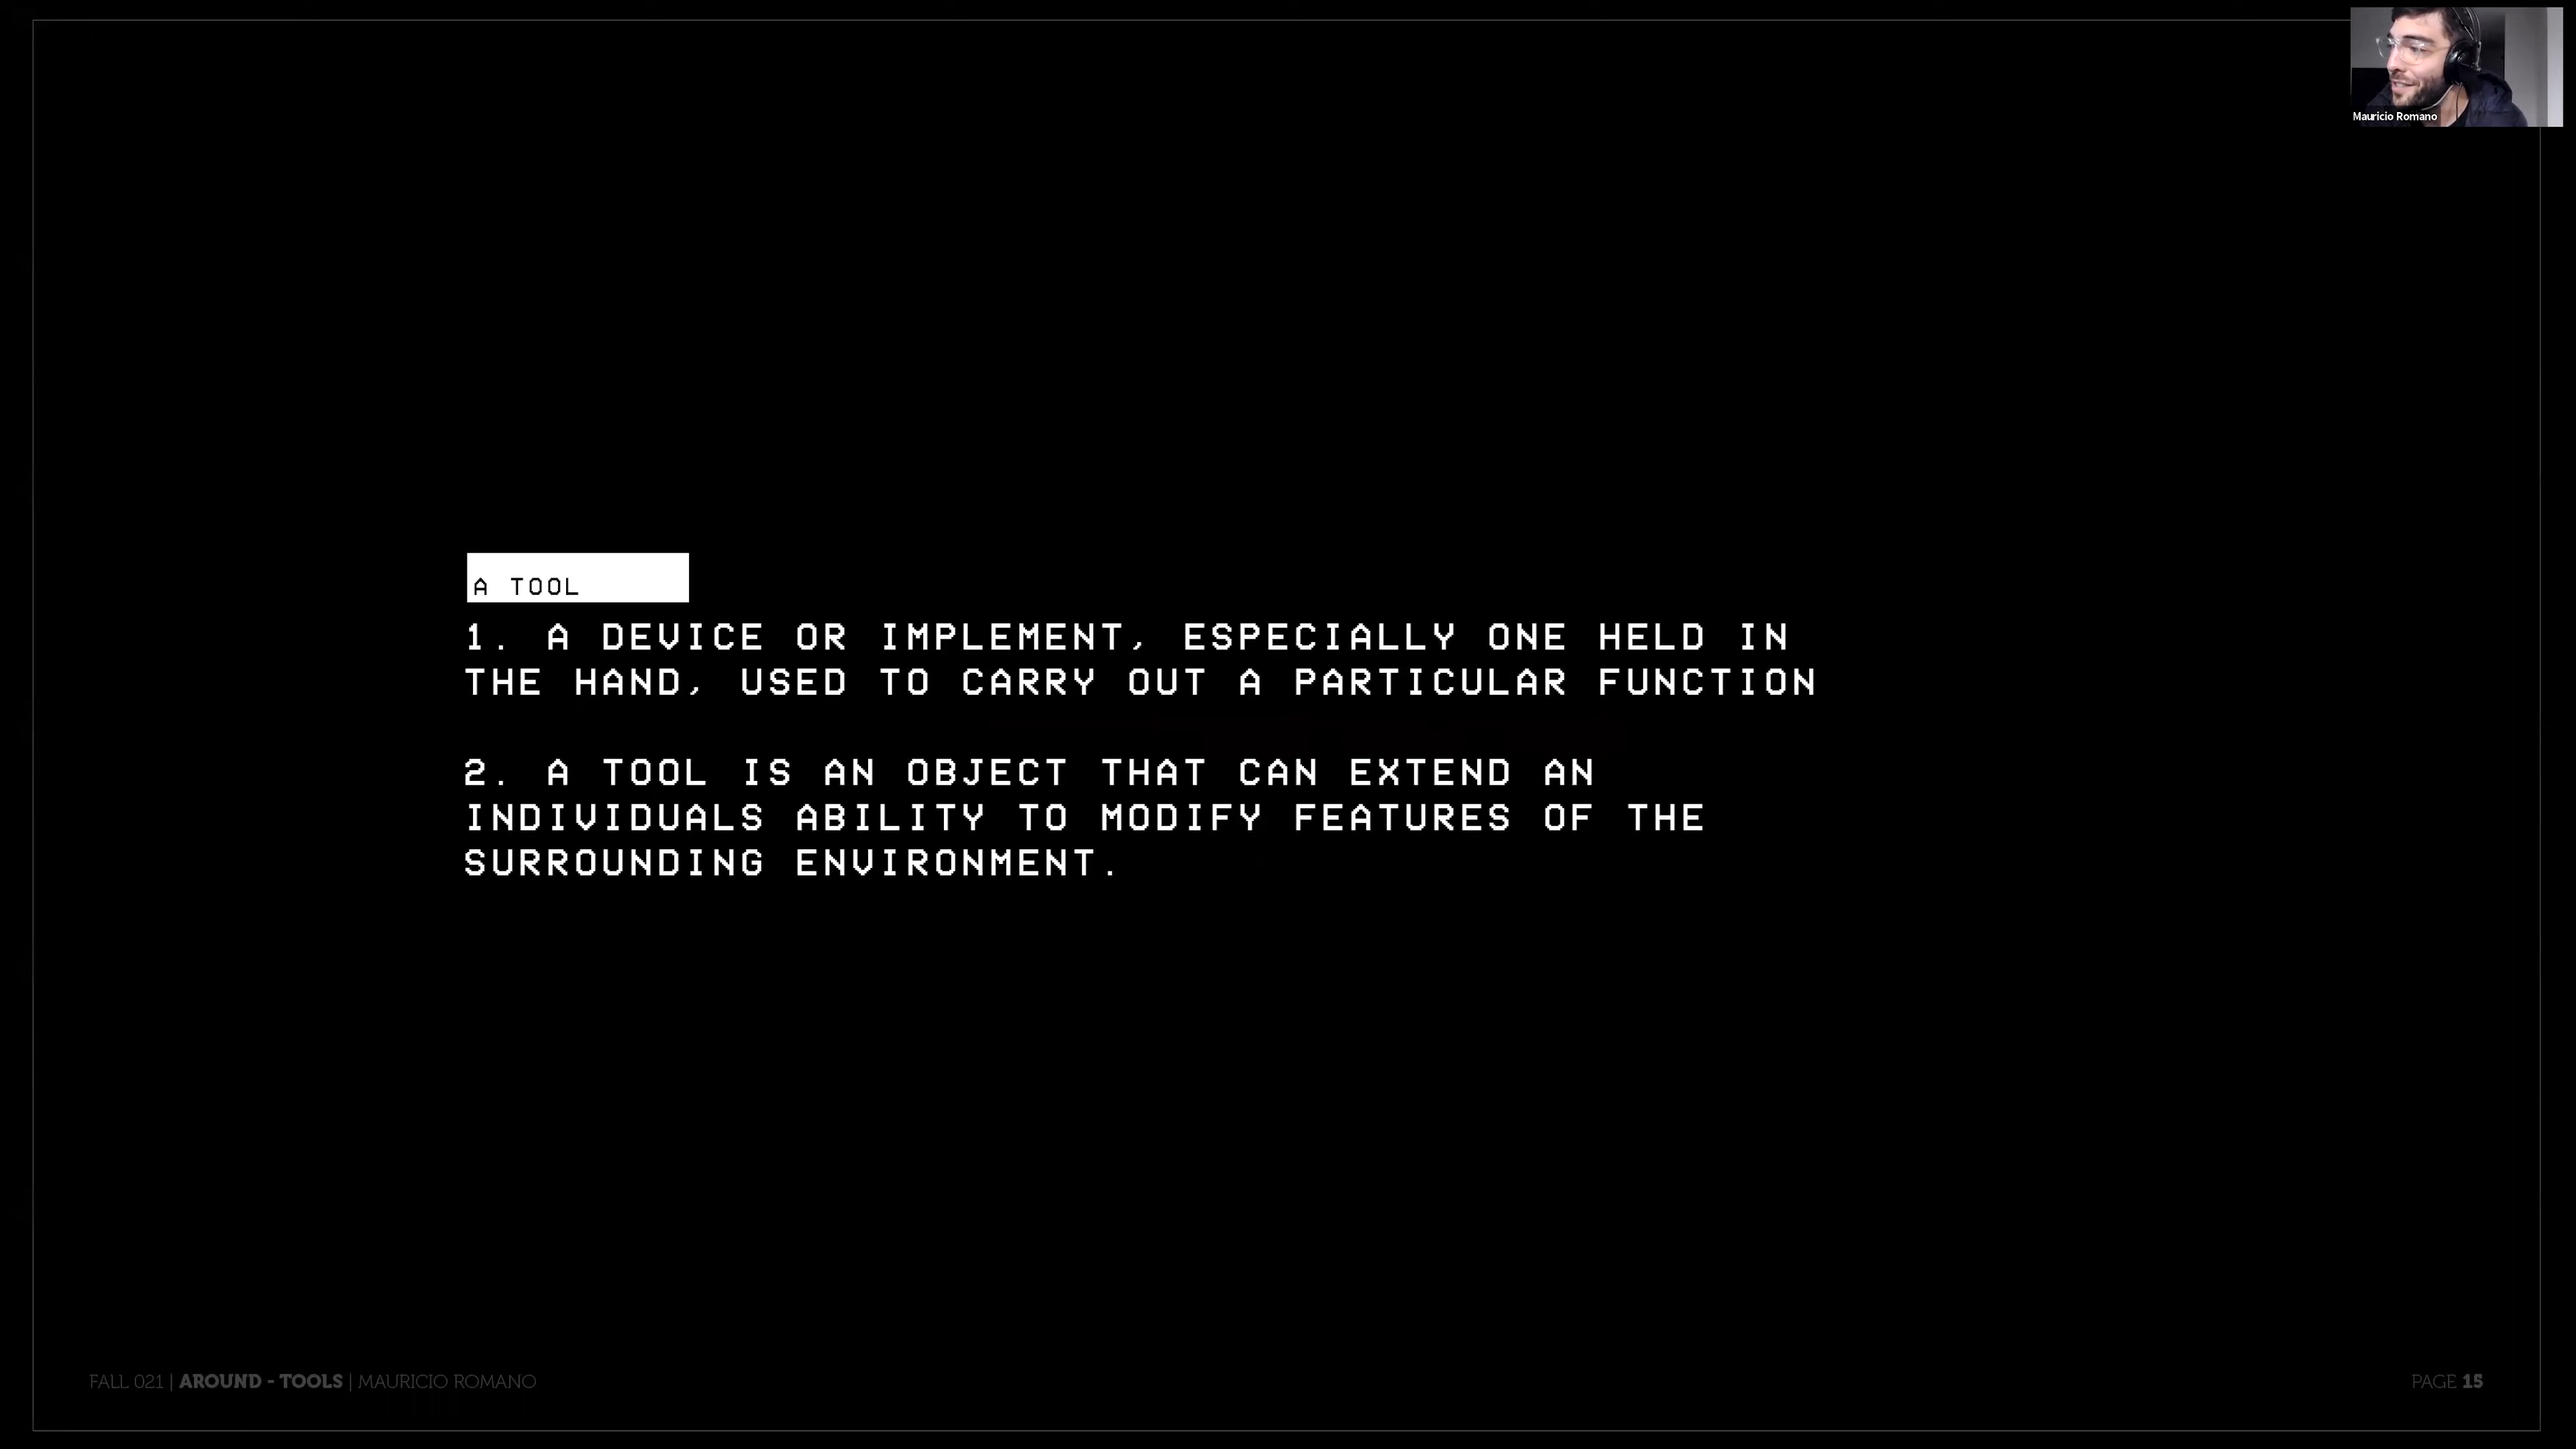 Mauricio Romano
A TOOL
1. A DEVICE OR IMPLEMENT, ESPECIALLY ONE HELD IN
THE HAND, USED TO CARRY OUT A PARTICULAR FUNCTION
2. A TOOL IS AN OBJECT THAT CAN EXTEND AN
INDIVIDUALS ABILITY TO MODIFY FEATURES OF THE
SURROUNDING ENVIRONMENT.
FALL 021 | AROUND - TOOLS | MAURICIO ROMANO
PAGE 15